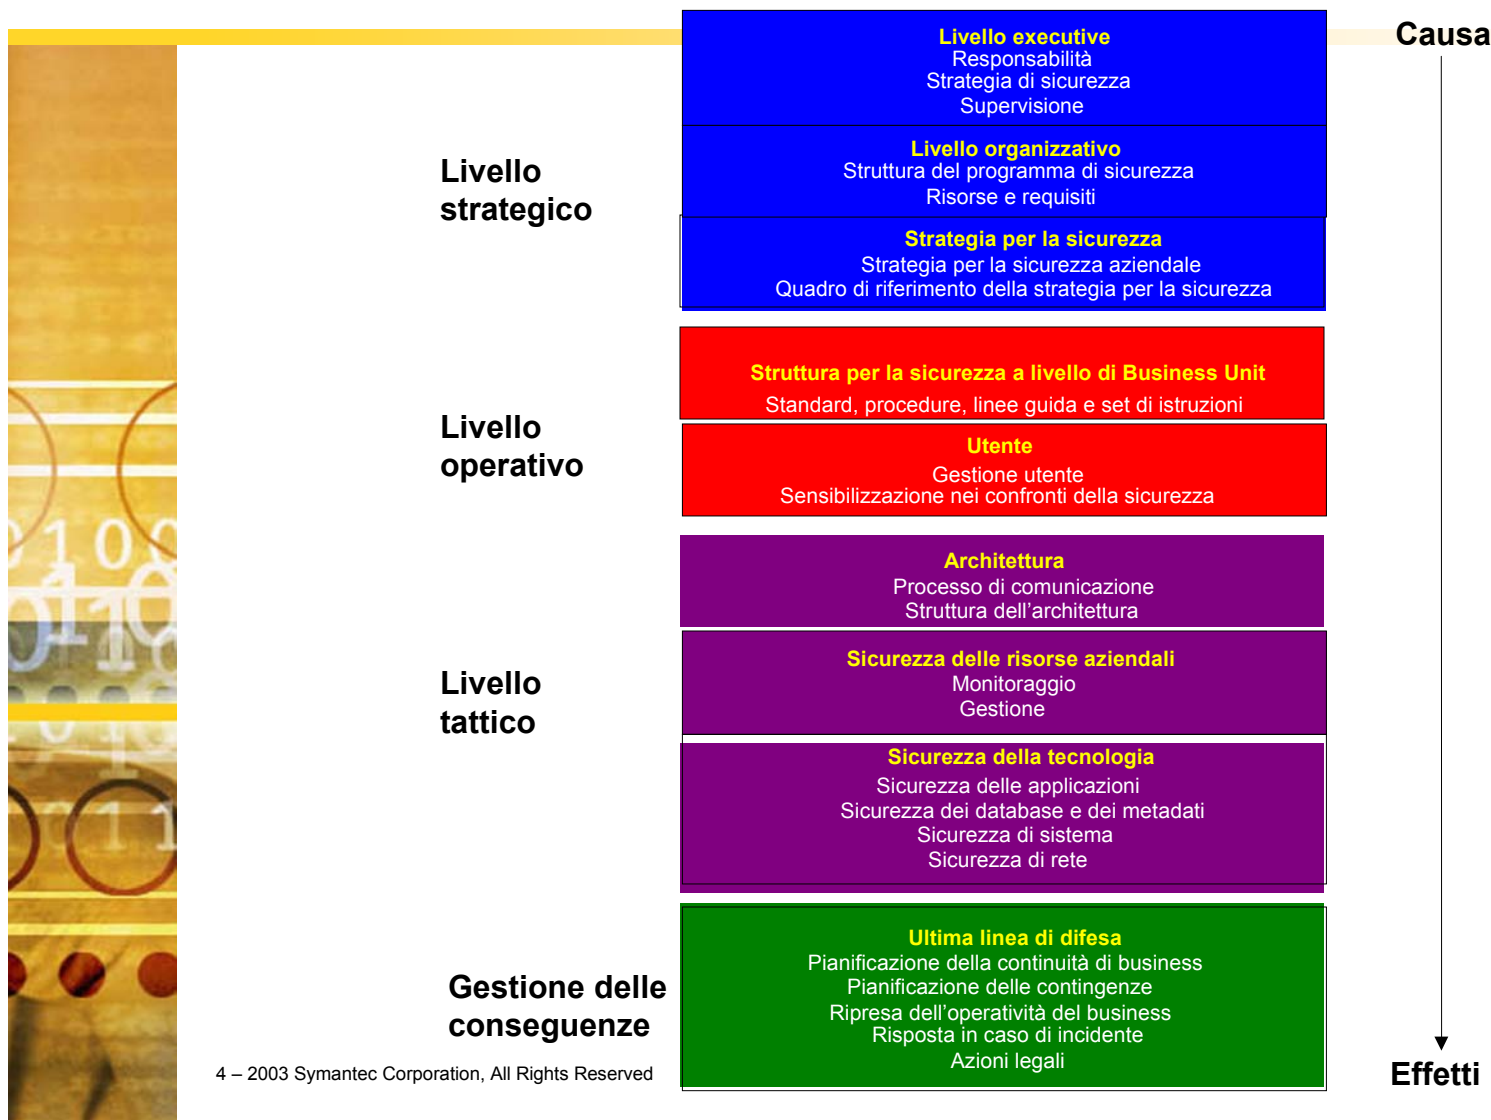 Causa
Livello executive
Responsabilità
Strategia di sicurezza
Supervisione
Livello
strategico
Livello organizzativo
Struttura del programma di sicurezza
Risorse e requisiti
Strategia per la sicurezza
Strategia per la sicurezza aziendale
Quadro di riferimento della strategia per la sicurezza
Livello
operativo
Struttura per la sicurezza a livello di Business Unit
Standard, procedure, linee guida e set di istruzioni
Utente
Gestione utente
Sensibilizzazione nei confronti della sicurezza
Livello
tattico
Architettura
Processo di comunicazione
Struttura dell’architettura
Sicurezza delle risorse aziendali
Monitoraggio
Gestione
Sicurezza della tecnologia
Sicurezza delle applicazioni
Sicurezza dei database e dei metadati
Sicurezza di sistema
Sicurezza di rete
Gestione delle
conseguenze
Ultima linea di difesa
Pianificazione della continuità di business
Pianificazione delle contingenze
Ripresa dell’operatività del business
Risposta in caso di incidente
Azioni legali
Effetti
4 – 2003 Symantec Corporation, All Rights Reserved